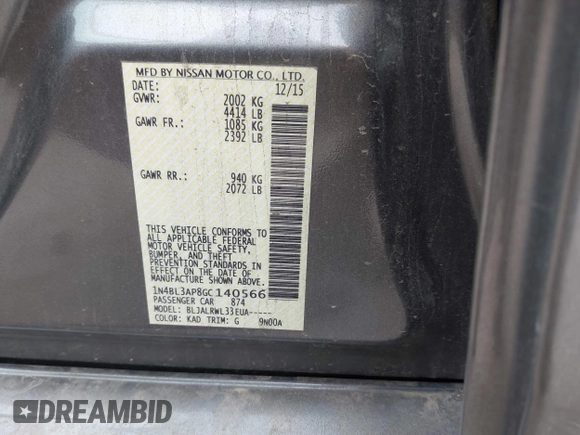 MFD BY NISSAN MOTOR CO., LTD.
DATE: 12/15
GVWR: 2002 KG
4414 LB
GAWR FR.: 1085 KG
2392 LB
GAWR RR.: 940 KG
2072 LB
THIS VEHICLE CONFORMS TO
ALL APPLICABLE FEDERAL
MOTOR VEHICLE SAFETY,
BUMPER, AND THEFT
PREVENTION STANDARDS IN
EFFECT ON THE DATE OF
MANUFACTURE SHOWN ABOVE.
1N4BL3AP8GC140566
PASSENGER CAR 874
MODEL: BLJALRWL33EUA-----
COLOR: KAD TRIM: G 9N00A
DREAMBID